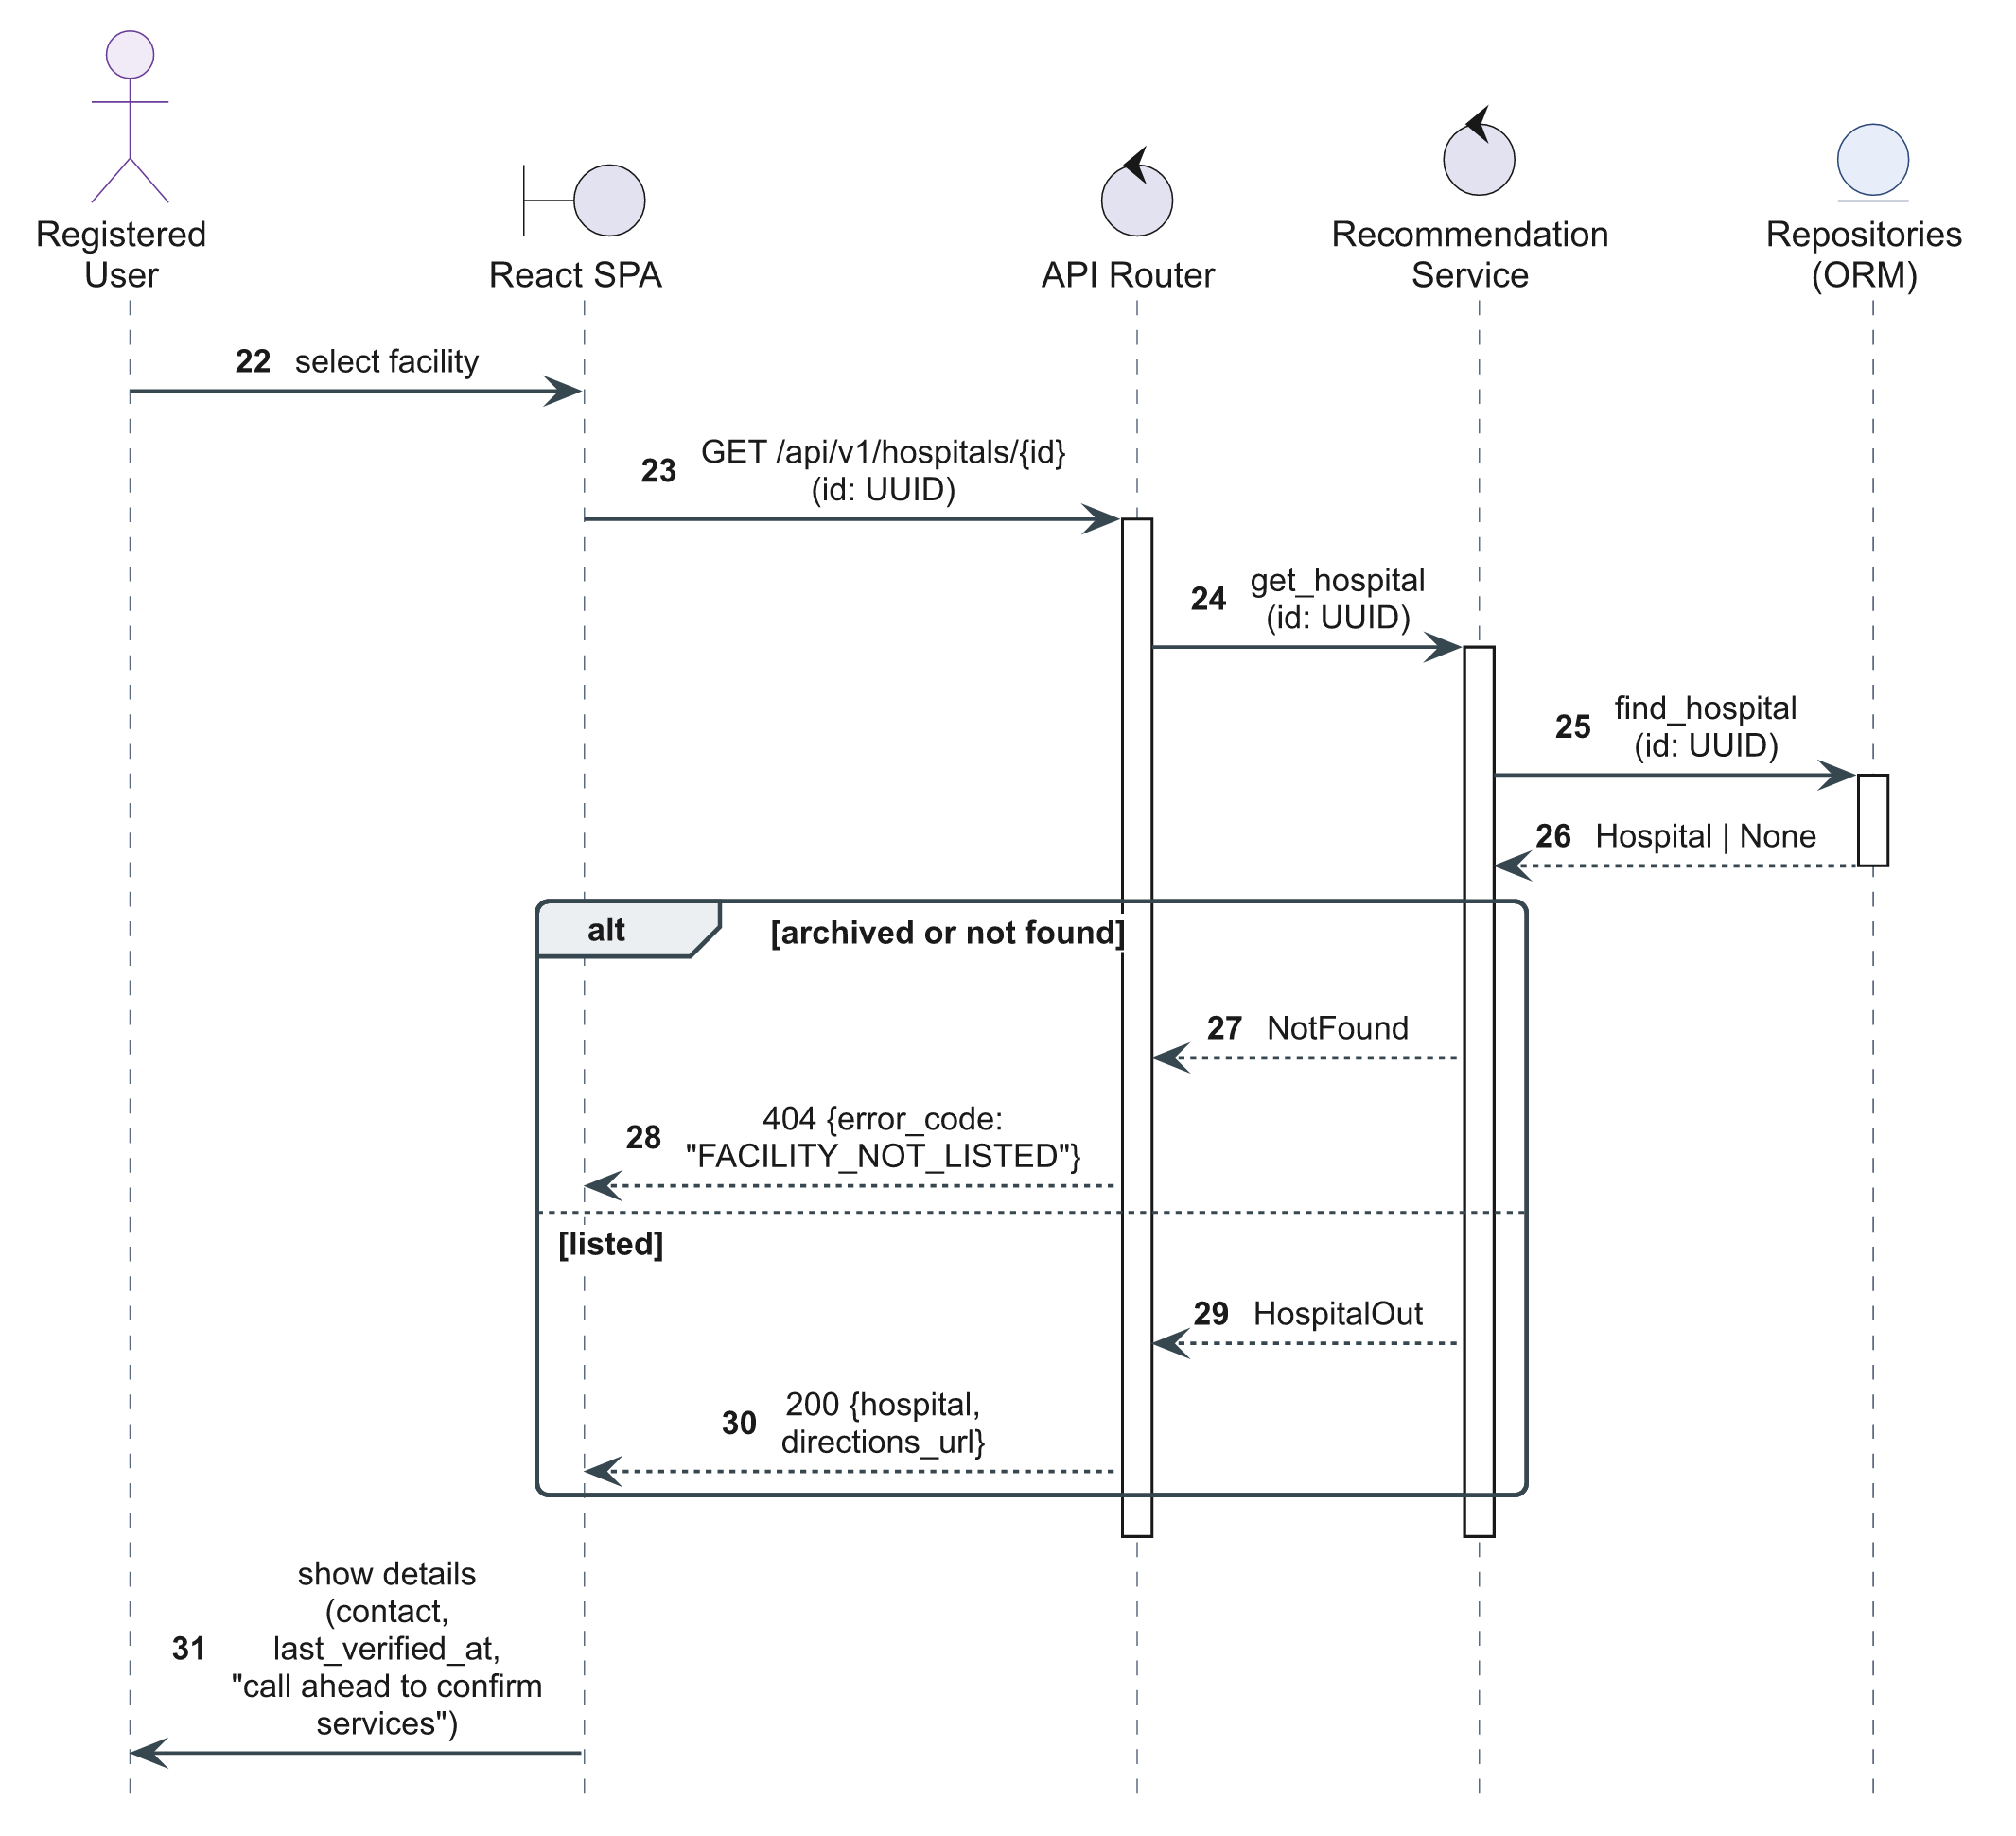 Registered
User
React SPA
API Router
Recommendation
Service
Repositories
(ORM)
22 select facility
23 GET /api/v1/hospitals/{id}
(id: UUID)
24 get_hospital
(id: UUID)
25 find_hospital
(id: UUID)
26 Hospital | None
alt [archived or not found]
27 NotFound
28 404 {error_code:
"FACILITY_NOT_LISTED"}
[listed]
29 HospitalOut
30 200 {hospital,
directions_url}
31 show details
(contact,
last_verified_at,
"call ahead to confirm
services")